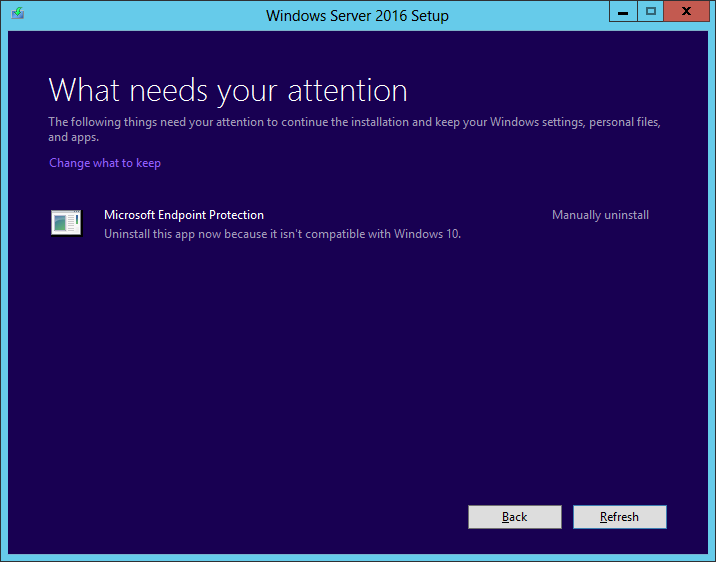 Windows Server 2016 Setup
What needs your attention
The following things need your attention to continue the installation and keep your Windows settings, personal files,
and apps.
Change what to keep
Microsoft Endpoint Protection
Manually uninstall
Uninstall this app now because it isn't compatible with Windows 10.
Back
Refresh